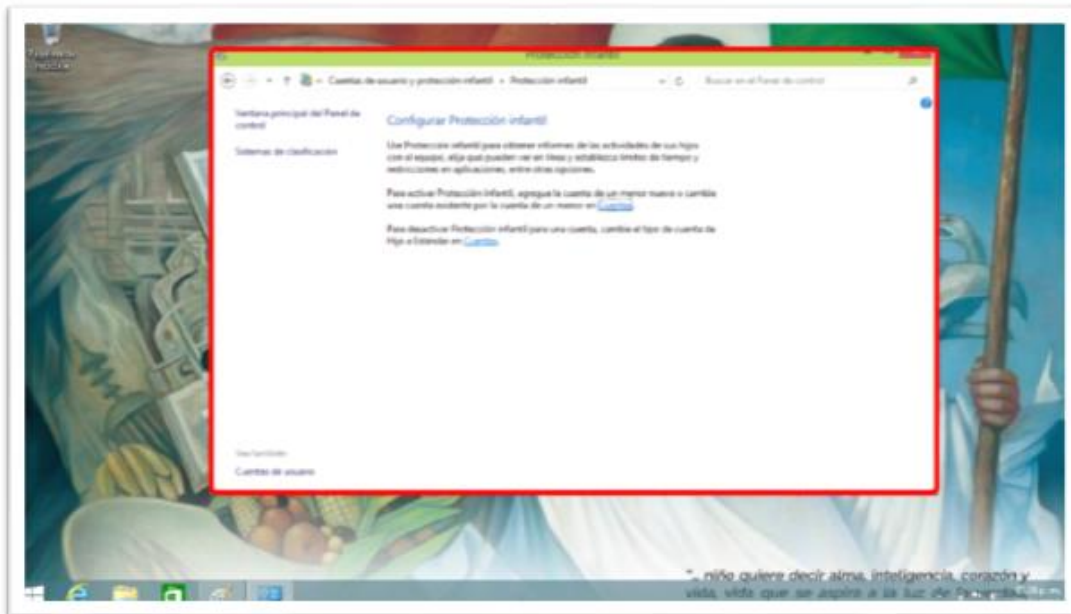 Protección infantil
Cuentas de usuario y protección infantil Protección infantil
Buscar en el Panel de control
Ventana principal del Panel de
control
Sistemas de clasificación
Configurar Protección infantil
Use Protección infantil para obtener informes de las actividades de sus hijos
con el equipo, elija qué pueden ver en línea y establezca límites de tiempo y
restricciones en aplicaciones, entre otras opciones.
Para activar Protección infantil, agregue la cuenta de un menor nuevo o cambie
una cuenta existente por la cuenta de un menor en Cuentas.
Para desactivar Protección infantil para una cuenta, cambie el tipo de cuenta de
Hijo a Estándar en Cuentas.
Vea también
Cuentas de usuario
"... niño quiere decir alma, inteligencia, corazón y
vida, vida que se aspira a la luz de